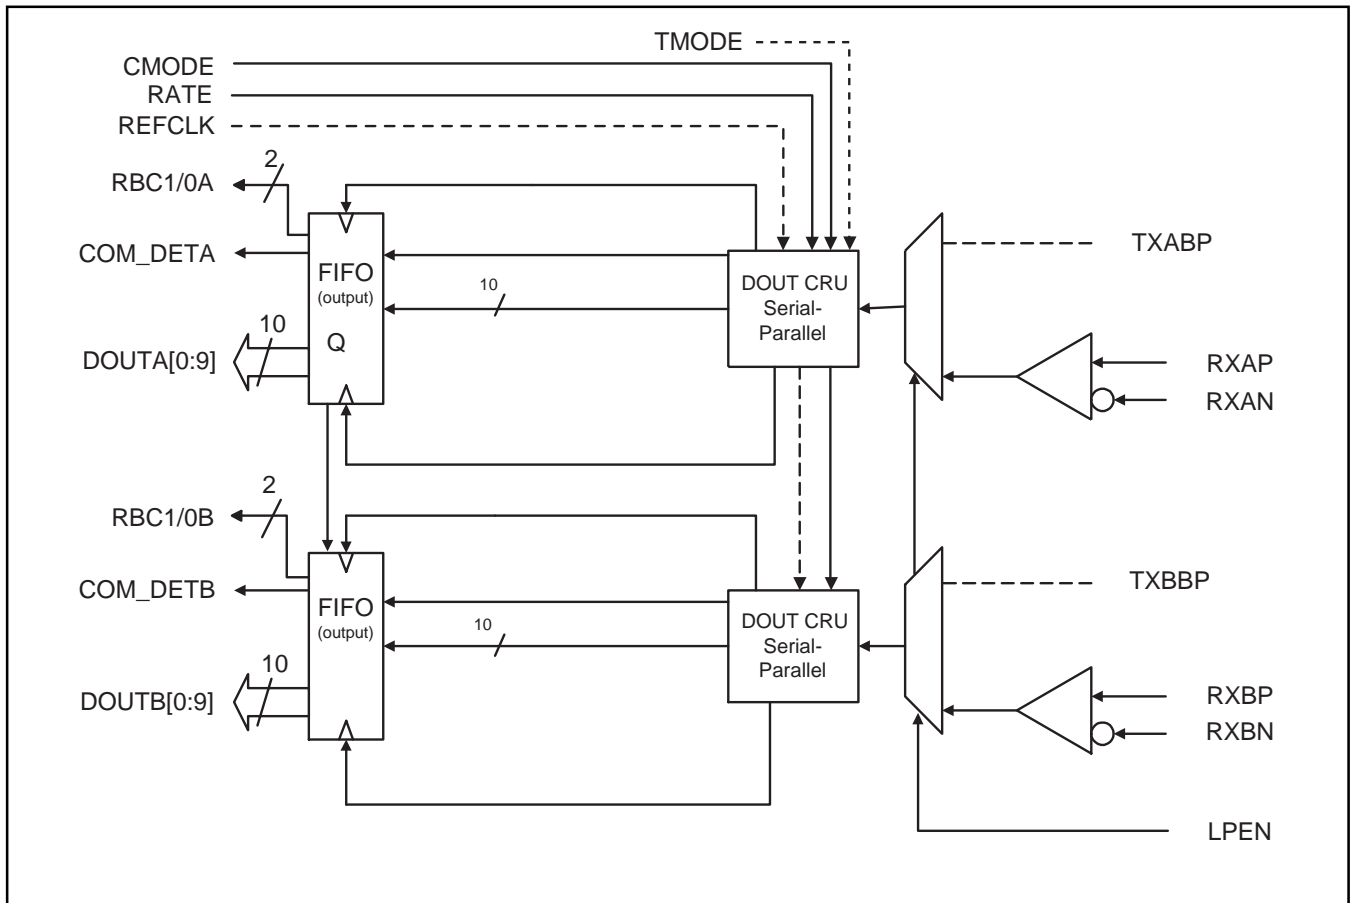 TMODE
CMODE
RATE
REFCLK
2
RBC1/0A
COM_DETA
FIFO
(output)
Q
10
DOUTA[0:9]
10
DOUT CRU
Serial-
Parallel
TXABP
RXAP
RXAN
2
RBC1/0B
COM_DETB
FIFO
(output)
10
DOUTB[0:9]
10
DOUT CRU
Serial-
Parallel
TXBBP
RXBP
RXBN
LPEN